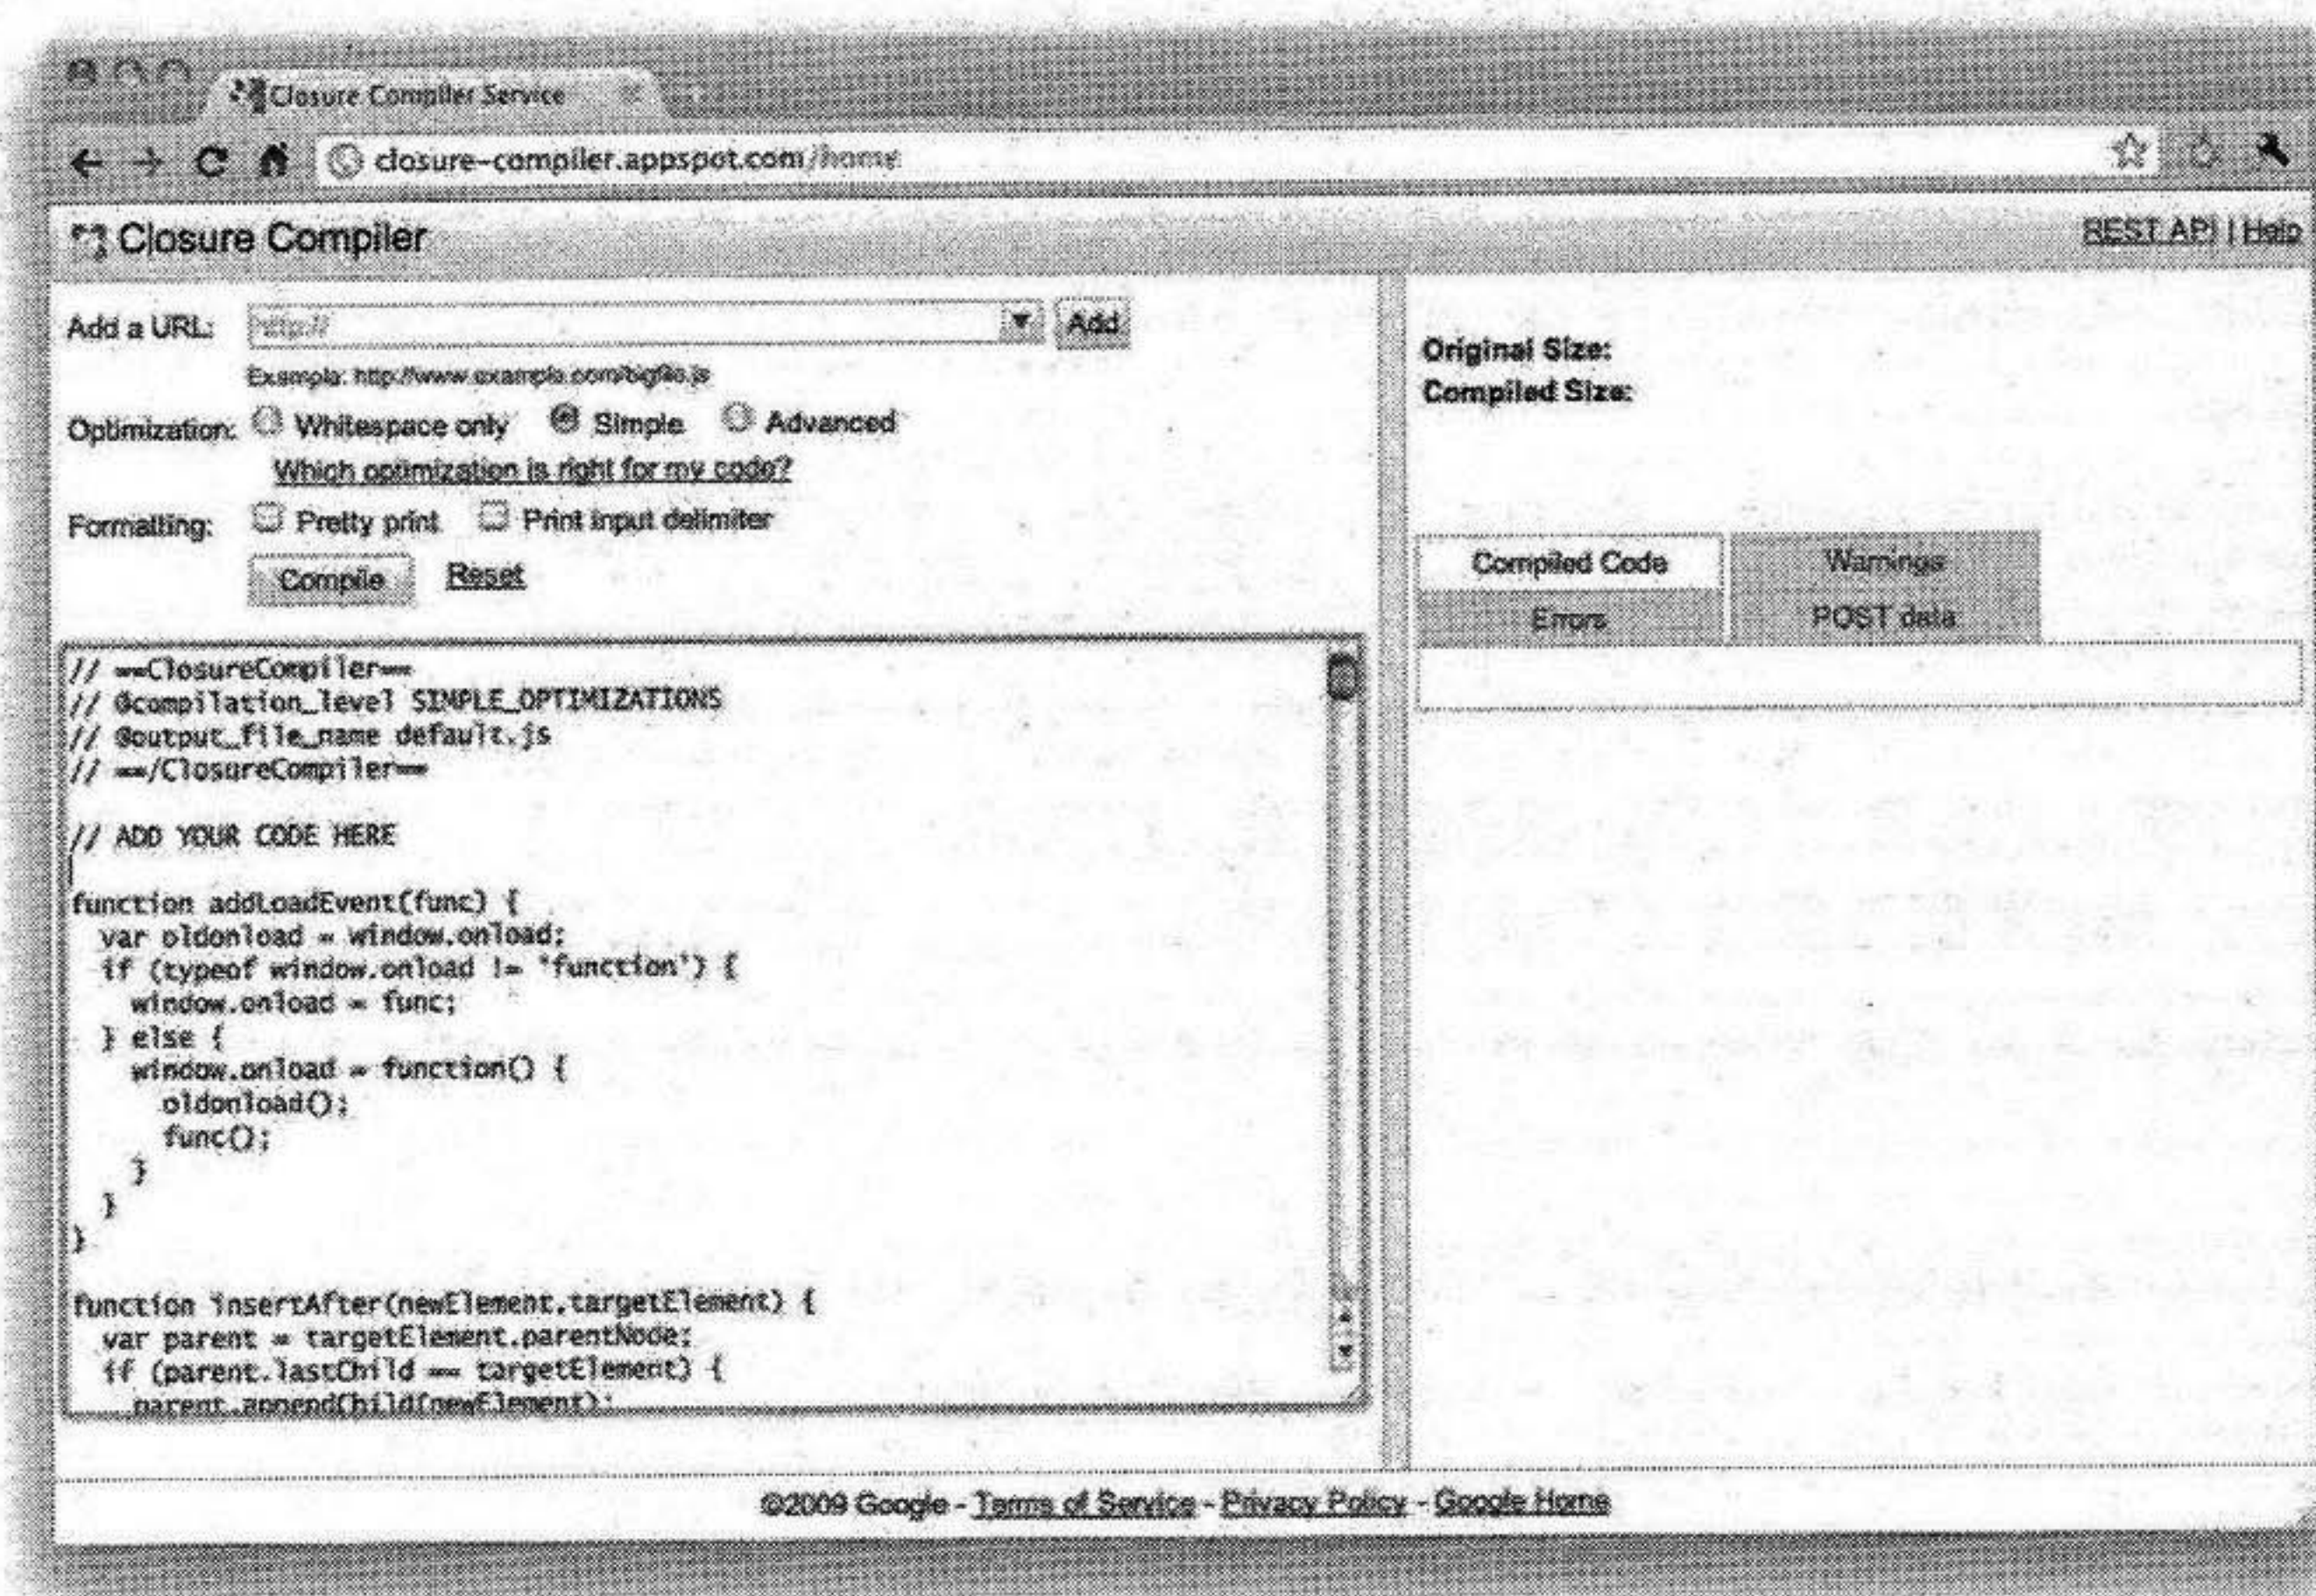 Closure Compiler Service
closure-compiler.appspot.com/home
Closure Compiler
REST API | Help
Add a URL: http:// Add
Example: http://www.example.com/bigfile.js
Optimization: Whitespace only Simple Advanced
Which optimization is right for my code?
Formatting: Pretty print Print input delimiter
Compile Reset
// ==ClosureCompiler==
// @compilation_level SIMPLE_OPTIMIZATIONS
// @output_file_name default.js
// ==/ClosureCompiler==
// ADD YOUR CODE HERE
function addLoadEvent(func) {
var oldonload = window.onload;
if (typeof window.onload != 'function') {
window.onload = func;
} else {
window.onload = function() {
oldonload();
func();
}
}
}
function insertAfter(newElement,targetElement) {
var parent = targetElement.parentNode;
if (parent.lastChild == targetElement) {
parent.appendChild(newElement);
Original Size:
Compiled Size:
Compiled Code Warnings
Errors POST data
©2009 Google - Terms of Service - Privacy Policy - Google Home